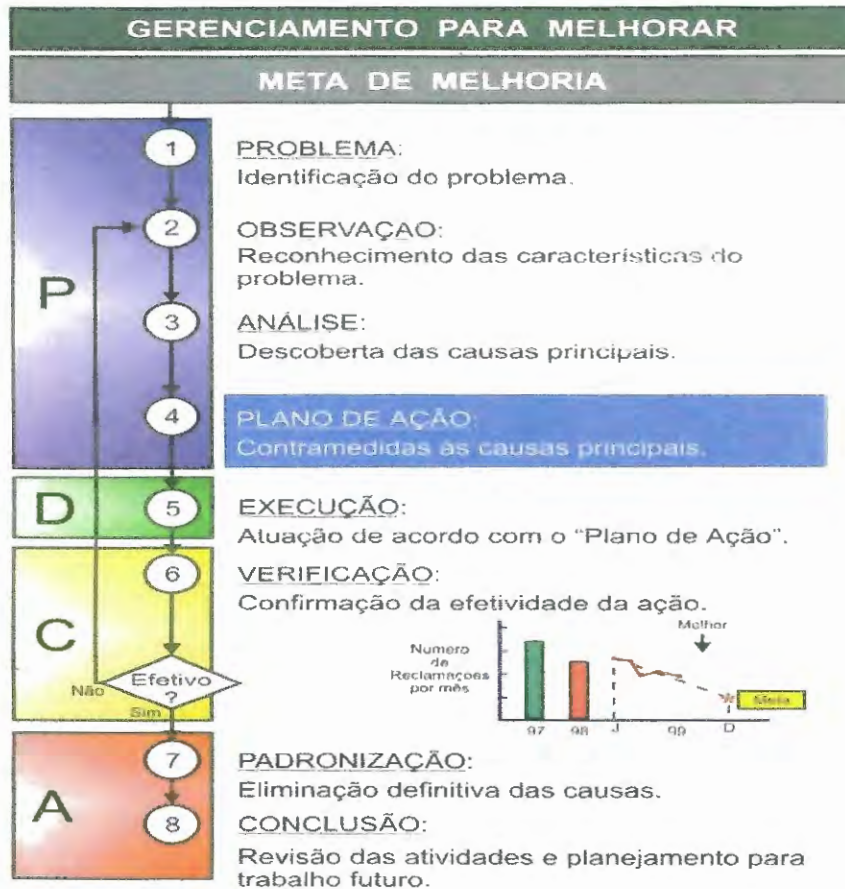 GERENCIAMENTO PARA MELHORAR
META DE MELHORIA
P
1
PROBLEMA:
Identificação do problema.
2
OBSERVAÇAO:
Reconhecimento das características do
problema.
3
ANÁLISE:
Descoberta das causas principais.
4
PLANO DE AÇÃO:
Contramedidas às causas principais.
D
5
EXECUÇÃO:
Atuação de acordo com o “Plano de Ação”.
C
6
VERIFICAÇÃO:
Confirmação da efetividade da ação.
Efetivo
?
Não
Sim
Numero
de
Reclamações
por mês
Melhor
Meta
97 98 J 99 D
A
7
PADRONIZAÇÃO:
Eliminação definitiva das causas.
8
CONCLUSÃO:
Revisão das atividades e planejamento para
trabalho futuro.